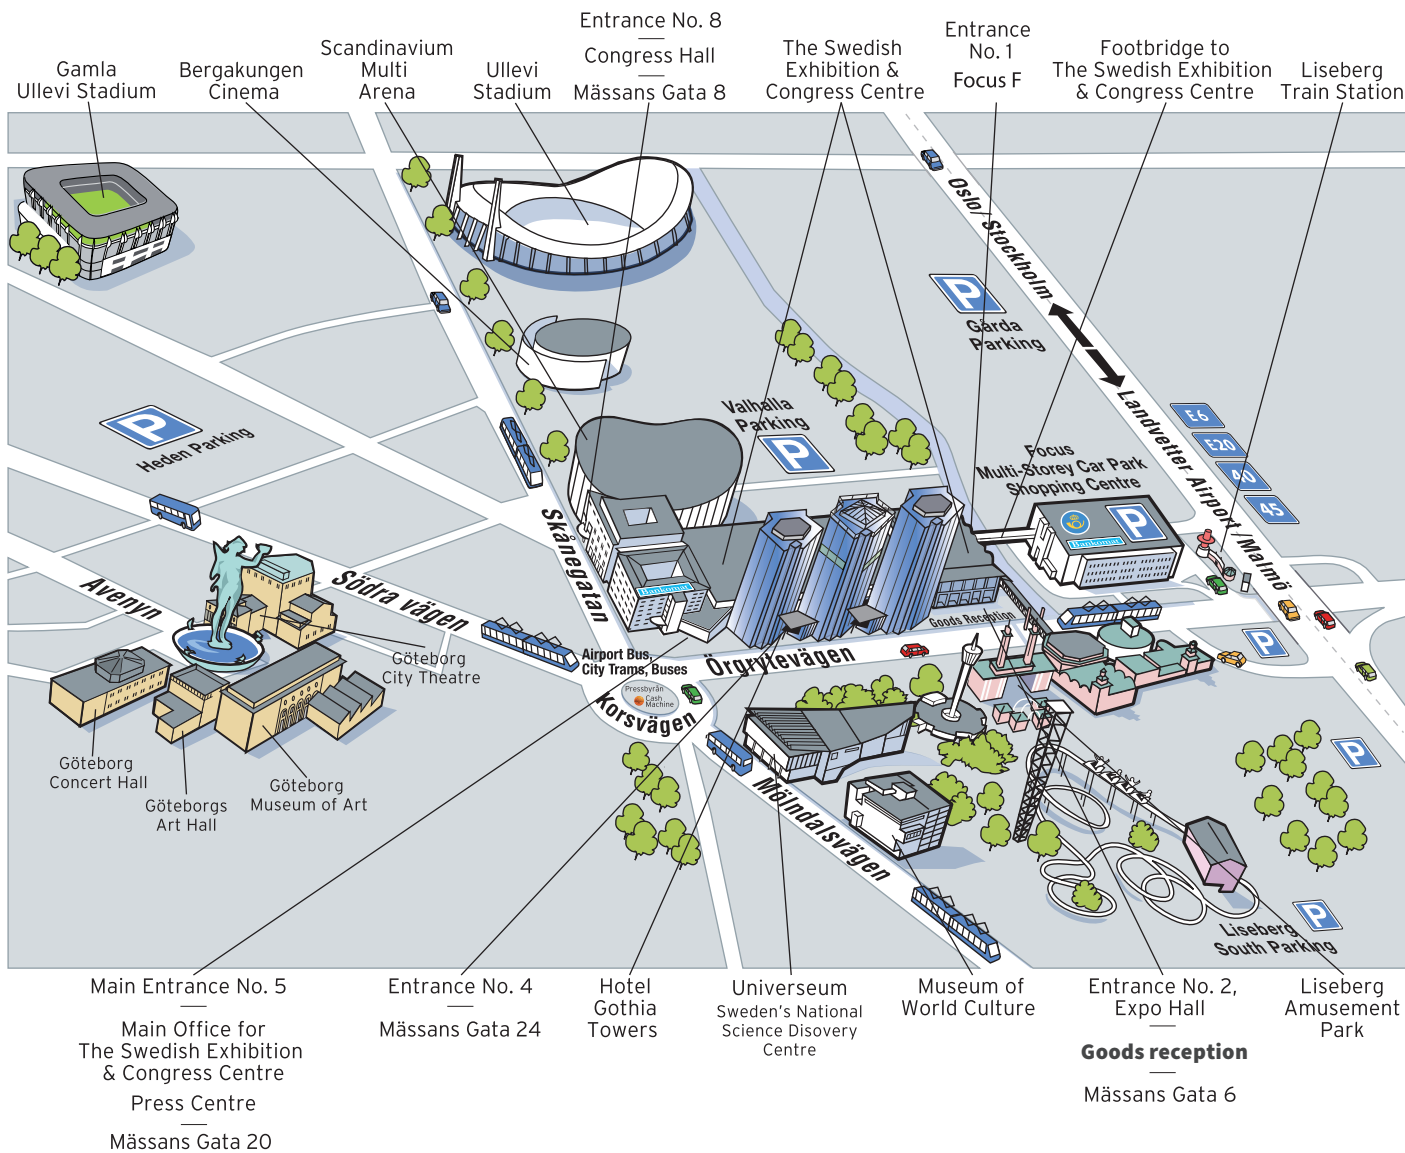 Entrance No. 8
Congress Hall
Mässans Gata 8
Entrance
No. 1
Focus F
Scandinavium
Multi
Arena
The Swedish
Exhibition &
Congress Centre
Footbridge to
The Swedish Exhibition
& Congress Centre
Gamla
Ullevi Stadium
Bergakungen
Cinema
Ullevi
Stadium
Liseberg
Train Station
Oslo/ Stockholm
P
Gårda
Parking
Landvetter Airport /Malmö
E6
E20
40
45
P
Heden Parking
Valhalla
Parking
P
Focus
Multi-Storey Car Park
Shopping Centre
P
Bankomat
Skånegatan
Bankomat
Avenyn
Södra vägen
Goods Reception
Airport Bus,
City Trams, Buses
Örgrytevägen
P
Göteborg
City Theatre
Pressbyrån
Cash
Machine
Korsvägen
Göteborg
Concert Hall
Göteborgs
Art Hall
Göteborg
Museum of Art
Mölndalsvägen
P
P
Liseberg
South Parking
Main Entrance No. 5
Main Office for
The Swedish Exhibition
& Congress Centre
Press Centre
Mässans Gata 20
Entrance No. 4
Mässans Gata 24
Hotel
Gothia
Towers
Universeum
Sweden's National
Science Disovery
Centre
Museum of
World Culture
Entrance No. 2,
Expo Hall
Goods reception
Mässans Gata 6
Liseberg
Amusement
Park